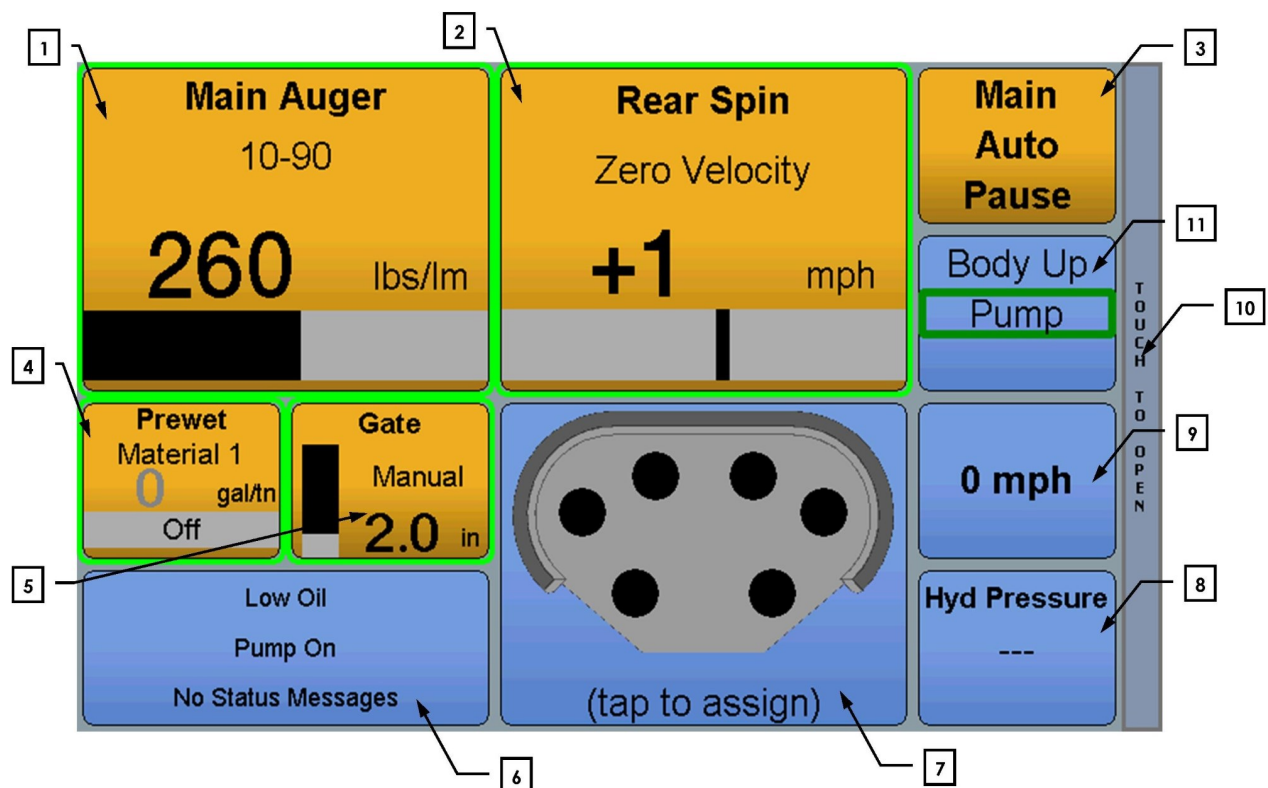 1
2
3
Main Auger
10-90
260 lbs/lm
Rear Spin
Zero Velocity
+1 mph
Main
Auto
Pause
11
Body Up
Pump
TOUCH TO OPEN
10
4
Prewet
Material 1
0 gal/tn
Off
Gate
Manual
2.0 in
5
0 mph
9
Low Oil
Pump On
No Status Messages
6
(tap to assign)
7
Hyd Pressure
---
8